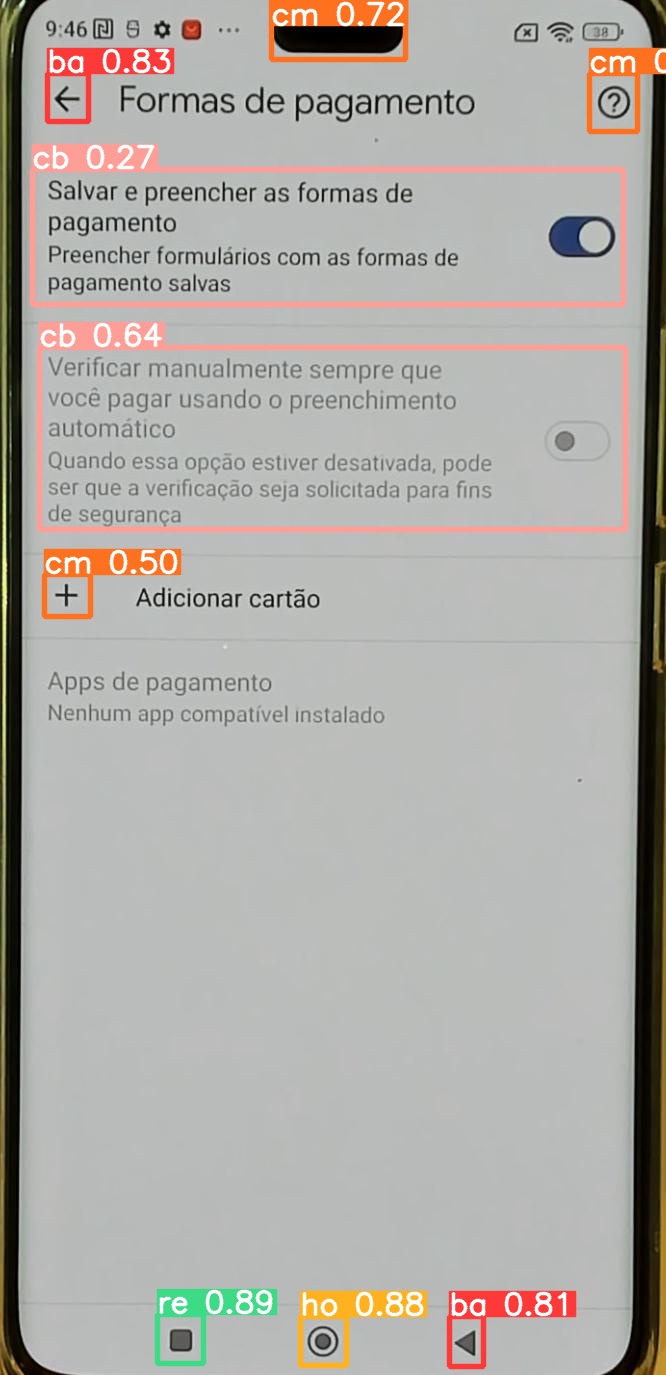 cm 0.72
9:46
38
ba 0.83
cm 0
Formas de pagamento
cb 0.27
Salvar e preencher as formas de
pagamento
Preencher formulários com as formas de
pagamento salvas
cb 0.64
Verificar manualmente sempre que
você pagar usando o preenchimento
automático
Quando essa opção estiver desativada, pode
ser que a verificação seja solicitada para fins
de segurança
cm 0.50
Adicionar cartão
Apps de pagamento
Nenhum app compatível instalado
re 0.89
ho 0.88
ba 0.81